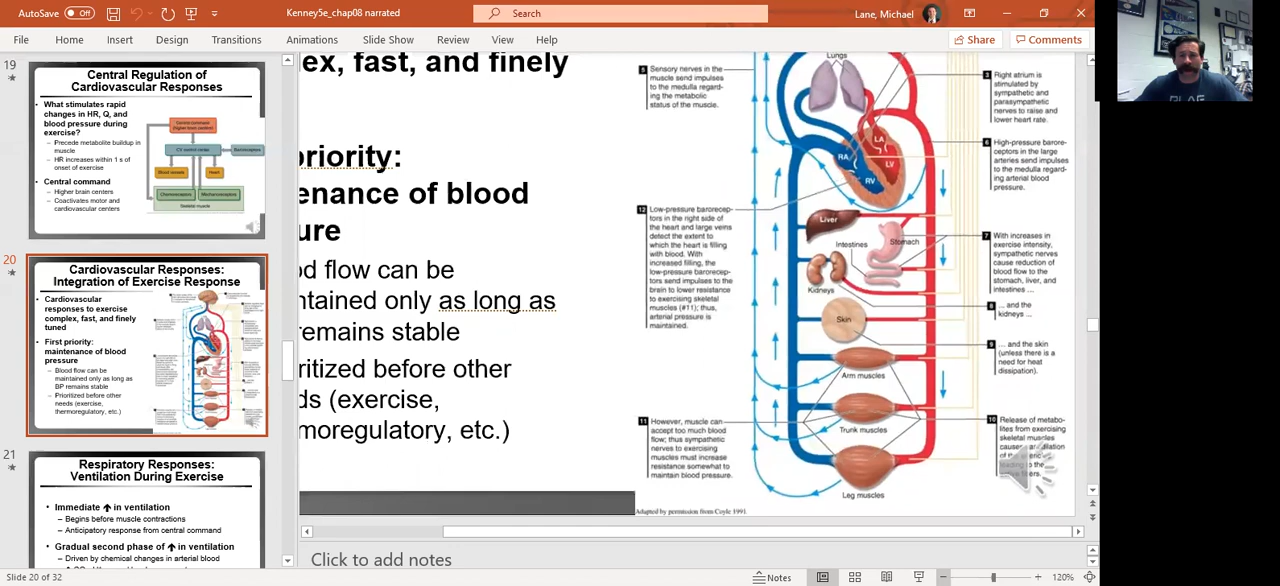 AutoSave Off
Kenney5e_chap08 narrated
Search
Lane, Michael
File Home Insert Design Transitions Animations Slide Show Review View Help
Share Comments
19
Central Regulation of
Cardiovascular Responses
• What stimulates rapid
changes in HR, Q, and
blood pressure during
exercise?
– Precede metabolite buildup in
muscle
– HR increases within 1 s of
onset of exercise
• Central command
– Higher brain centers
– Coactivates motor and
cardiovascular centers
Central command
(higher brain centers)
CV control center
Baroreceptors
Blood vessels
Heart
Chemoreceptors
Mechanoreceptors
Skeletal muscle
20
Cardiovascular Responses:
Integration of Exercise Response
• Cardiovascular
responses to exercise
complex, fast, and finely
tuned
• First priority:
maintenance of blood
pressure
– Blood flow can be
maintained only as long as
BP remains stable
– Prioritized before other
needs (exercise,
thermoregulatory, etc.)
21
Respiratory Responses:
Ventilation During Exercise
• Immediate ↑ in ventilation
– Begins before muscle contractions
– Anticipatory response from central command
• Gradual second phase of ↑ in ventilation
– Driven by chemical changes in arterial blood
ex, fast, and finely
priority:
enance of blood
ure
od flow can be
ntained only as long as
remains stable
ritized before other
ds (exercise,
moregulatory, etc.)
5 Sensory nerves in the
muscle send impulses
to the medulla regard-
ing the metabolic
status of the muscle.
12 Low-pressure barorecep-
tors in the right side of
the heart and large veins
detect the extent to
which the heart is filling
with blood. With
increased filling, the
low-pressure barorecep-
tors send impulses to the
brain to lower resistance
to exercising skeletal
muscles (#11); thus,
arterial pressure is
maintained.
11 However, muscle can
accept too much blood
flow; thus sympathetic
nerves to exercising
muscles must increase
resistance somewhat to
maintain blood pressure.
Lungs
LA
RA
LV
RV
Liver
Stomach
Intestines
Kidneys
Skin
Arm muscles
Trunk muscles
Leg muscles
3 Right atrium is
stimulated by
sympathetic and
parasympathetic
nerves to raise and
lower heart rate.
6 High-pressure barore-
ceptors in the large
arteries send impulses
to the medulla regard-
ing arterial blood
pressure.
7 With increases in
exercise intensity,
sympathetic nerves
cause reduction of
blood flow to the
stomach, liver, and
intestines ...
8 ... and the
kidneys ...
9 ... and the skin
(unless there is a
need for heat
dissipation).
10 Release of metabo-
lites from exercising
skeletal muscles
causes
Adapted by permission from Coyle 1991.
Click to add notes
Slide 20 of 32
Notes
120%